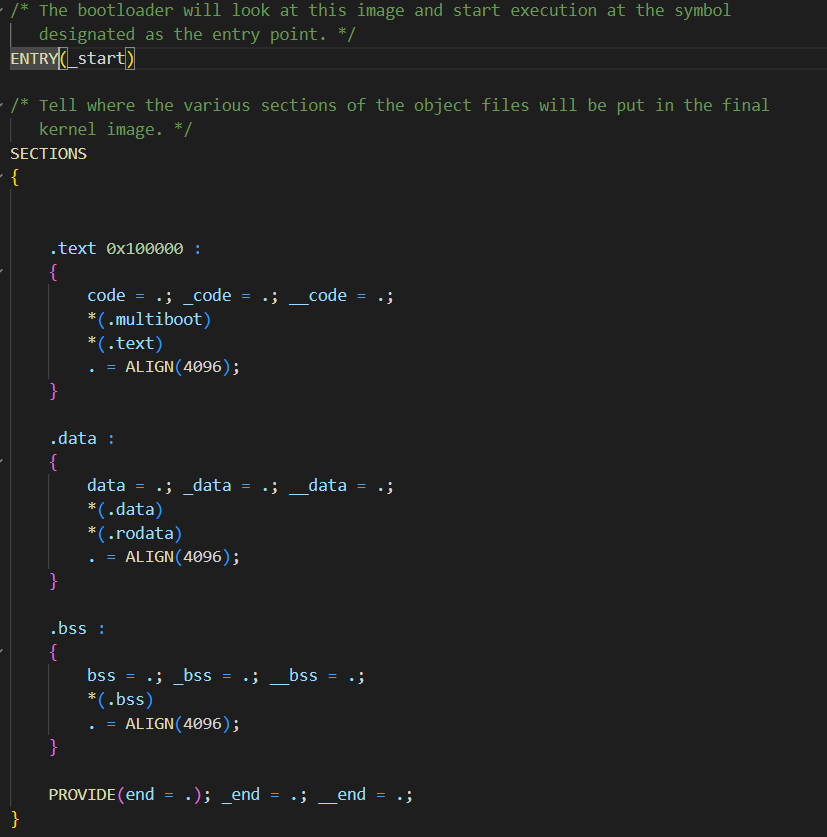 /* The bootloader will look at this image and start execution at the symbol
   designated as the entry point. */
ENTRY(_start)

/* Tell where the various sections of the object files will be put in the final
   kernel image. */
SECTIONS
{

    .text 0x100000 :
    {
        code = .; _code = .; __code = .;
        *(.multiboot)
        *(.text)
        . = ALIGN(4096);
    }

    .data :
    {
        data = .; _data = .; __data = .;
        *(.data)
        *(.rodata)
        . = ALIGN(4096);
    }

    .bss :
    {
        bss = .; _bss = .; __bss = .;
        *(.bss)
        . = ALIGN(4096);
    }

    PROVIDE(end = .); _end = .; __end = .;
}